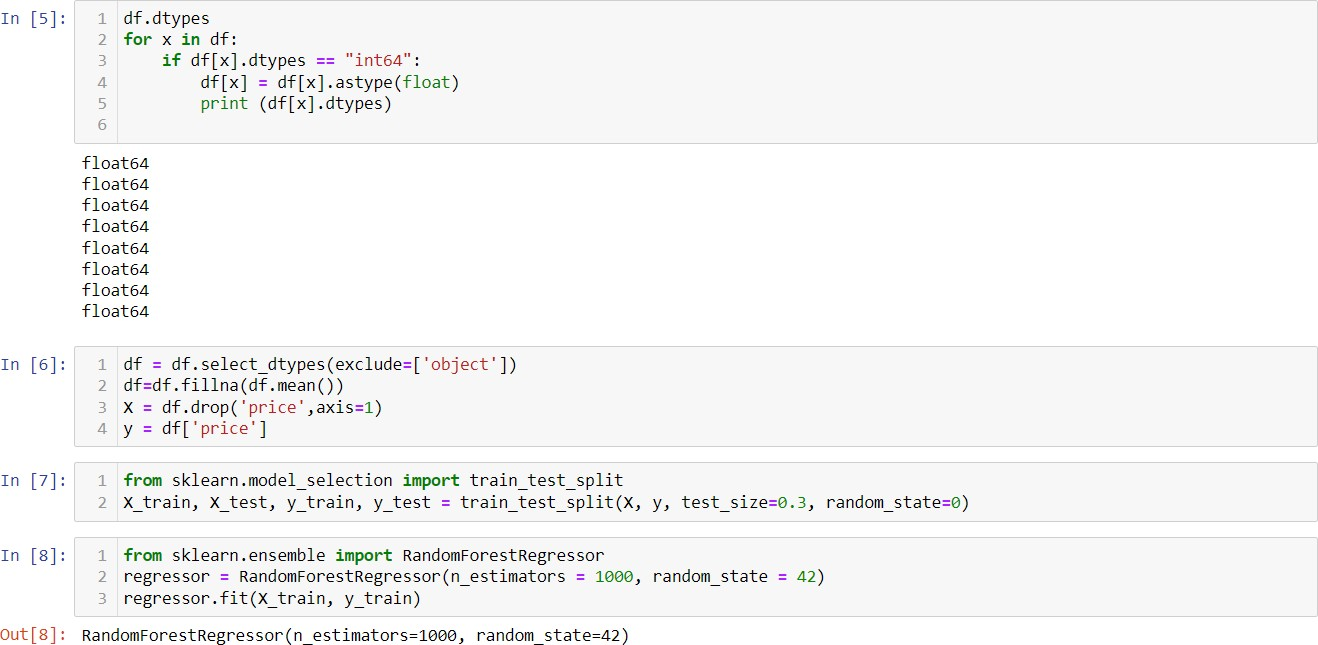 In [5]:
1 df.dtypes
2 for x in df:
3     if df[x].dtypes == "int64":
4         df[x] = df[x].astype(float)
5         print (df[x].dtypes)
6
float64
float64
float64
float64
float64
float64
float64
float64
In [6]:
1 df = df.select_dtypes(exclude=['object'])
2 df=df.fillna(df.mean())
3 X = df.drop('price',axis=1)
4 y = df['price']
In [7]:
1 from sklearn.model_selection import train_test_split
2 X_train, X_test, y_train, y_test = train_test_split(X, y, test_size=0.3, random_state=0)
In [8]:
1 from sklearn.ensemble import RandomForestRegressor
2 regressor = RandomForestRegressor(n_estimators = 1000, random_state = 42)
3 regressor.fit(X_train, y_train)
Out[8]: RandomForestRegressor(n_estimators=1000, random_state=42)